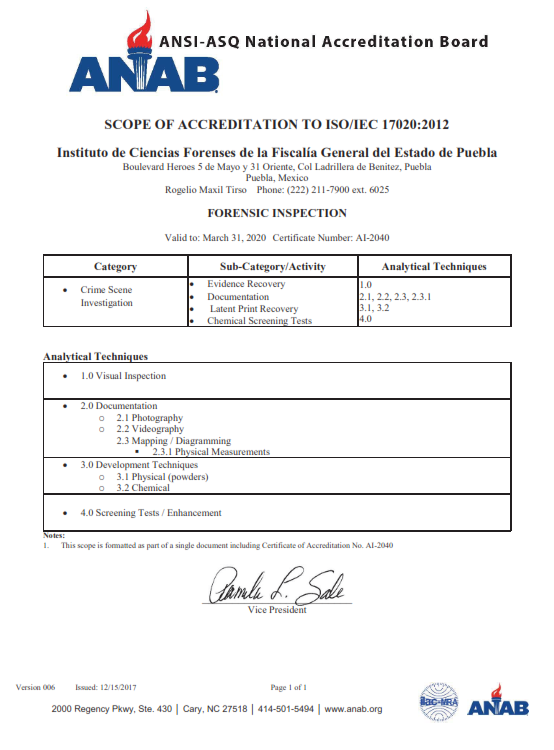 ANAB
ANSI-ASQ National Accreditation Board
SCOPE OF ACCREDITATION TO ISO/IEC 17020:2012
Instituto de Ciencias Forenses de la Fiscalía General del Estado de Puebla
Boulevard Heroes 5 de Mayo y 31 Oriente, Col Ladrillera de Benitez, Puebla
Puebla, Mexico
Rogelio Maxil Tirso Phone: (222) 211-7900 ext. 6025
FORENSIC INSPECTION
Valid to: March 31, 2020 Certificate Number: AI-2040
Category Sub-Category/Activity Analytical Techniques
• Crime Scene Investigation
• Evidence Recovery 1.0
• Documentation 2.1, 2.2, 2.3, 2.3.1
• Latent Print Recovery 3.1, 3.2
• Chemical Screening Tests 4.0
Analytical Techniques
• 1.0 Visual Inspection
• 2.0 Documentation
o 2.1 Photography
o 2.2 Videography
2.3 Mapping / Diagramming
▪ 2.3.1 Physical Measurements
• 3.0 Development Techniques
o 3.1 Physical (powders)
o 3.2 Chemical
• 4.0 Screening Tests / Enhancement
Notes:
1. This scope is formatted as part of a single document including Certificate of Accreditation No. AI-2040
Pamela L. Sale
Vice President
Version 006 Issued: 12/15/2017 Page 1 of 1
2000 Regency Pkwy, Ste. 430 | Cary, NC 27518 | 414-501-5494 | www.anab.org
ilac-MRA
ANAB